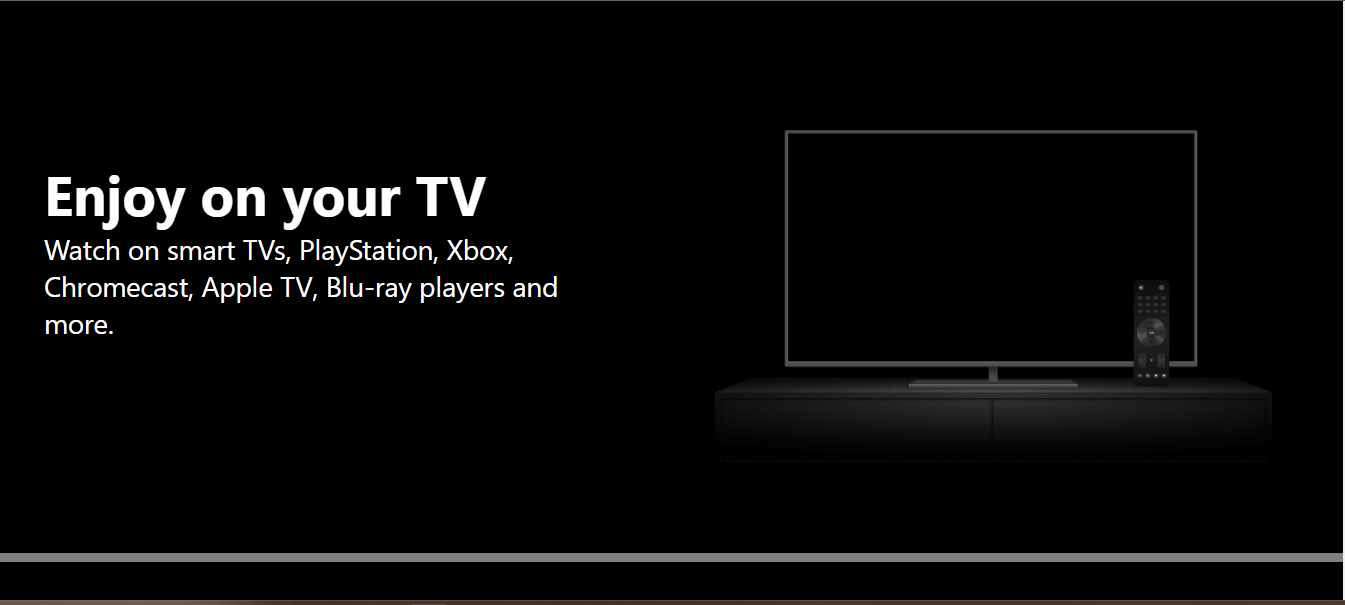 Enjoy on your TV
Watch on smart TVs, PlayStation, Xbox,
Chromecast, Apple TV, Blu-ray players and
more.